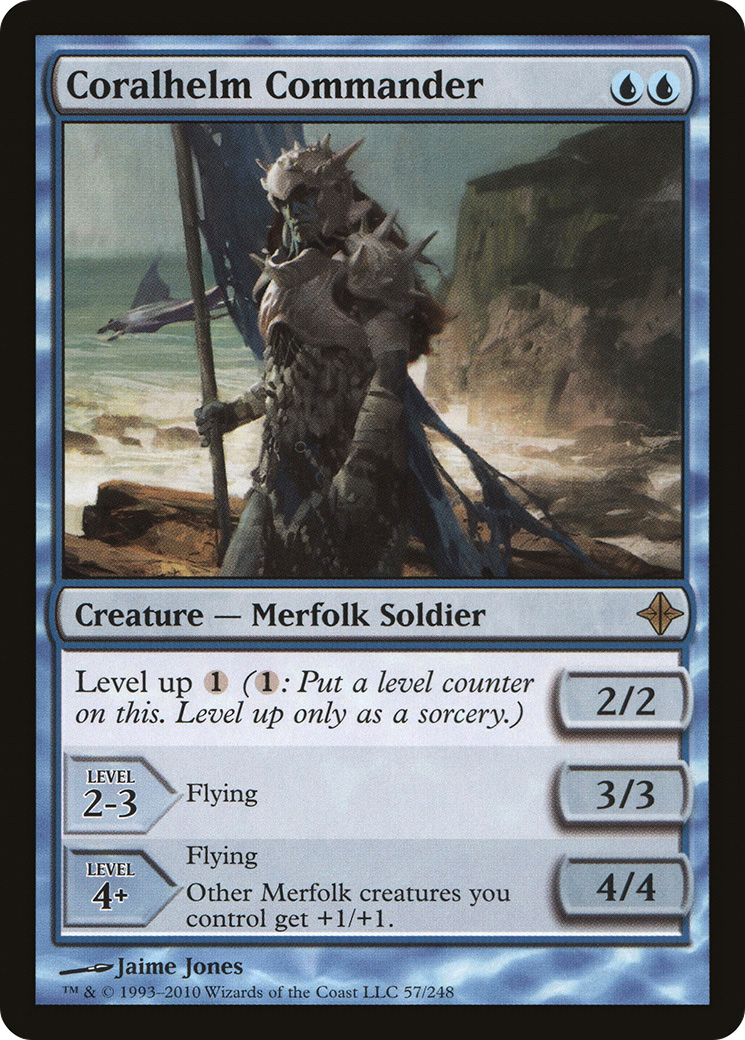 Coralhelm Commander
Creature — Merfolk Soldier
Level up 1 (1: Put a level counter
on this. Level up only as a sorcery.)
2/2
LEVEL
2-3
Flying
3/3
LEVEL
4+
Flying
Other Merfolk creatures you
control get +1/+1.
4/4
Jaime Jones
™ & © 1993–2010 Wizards of the Coast LLC 57/248